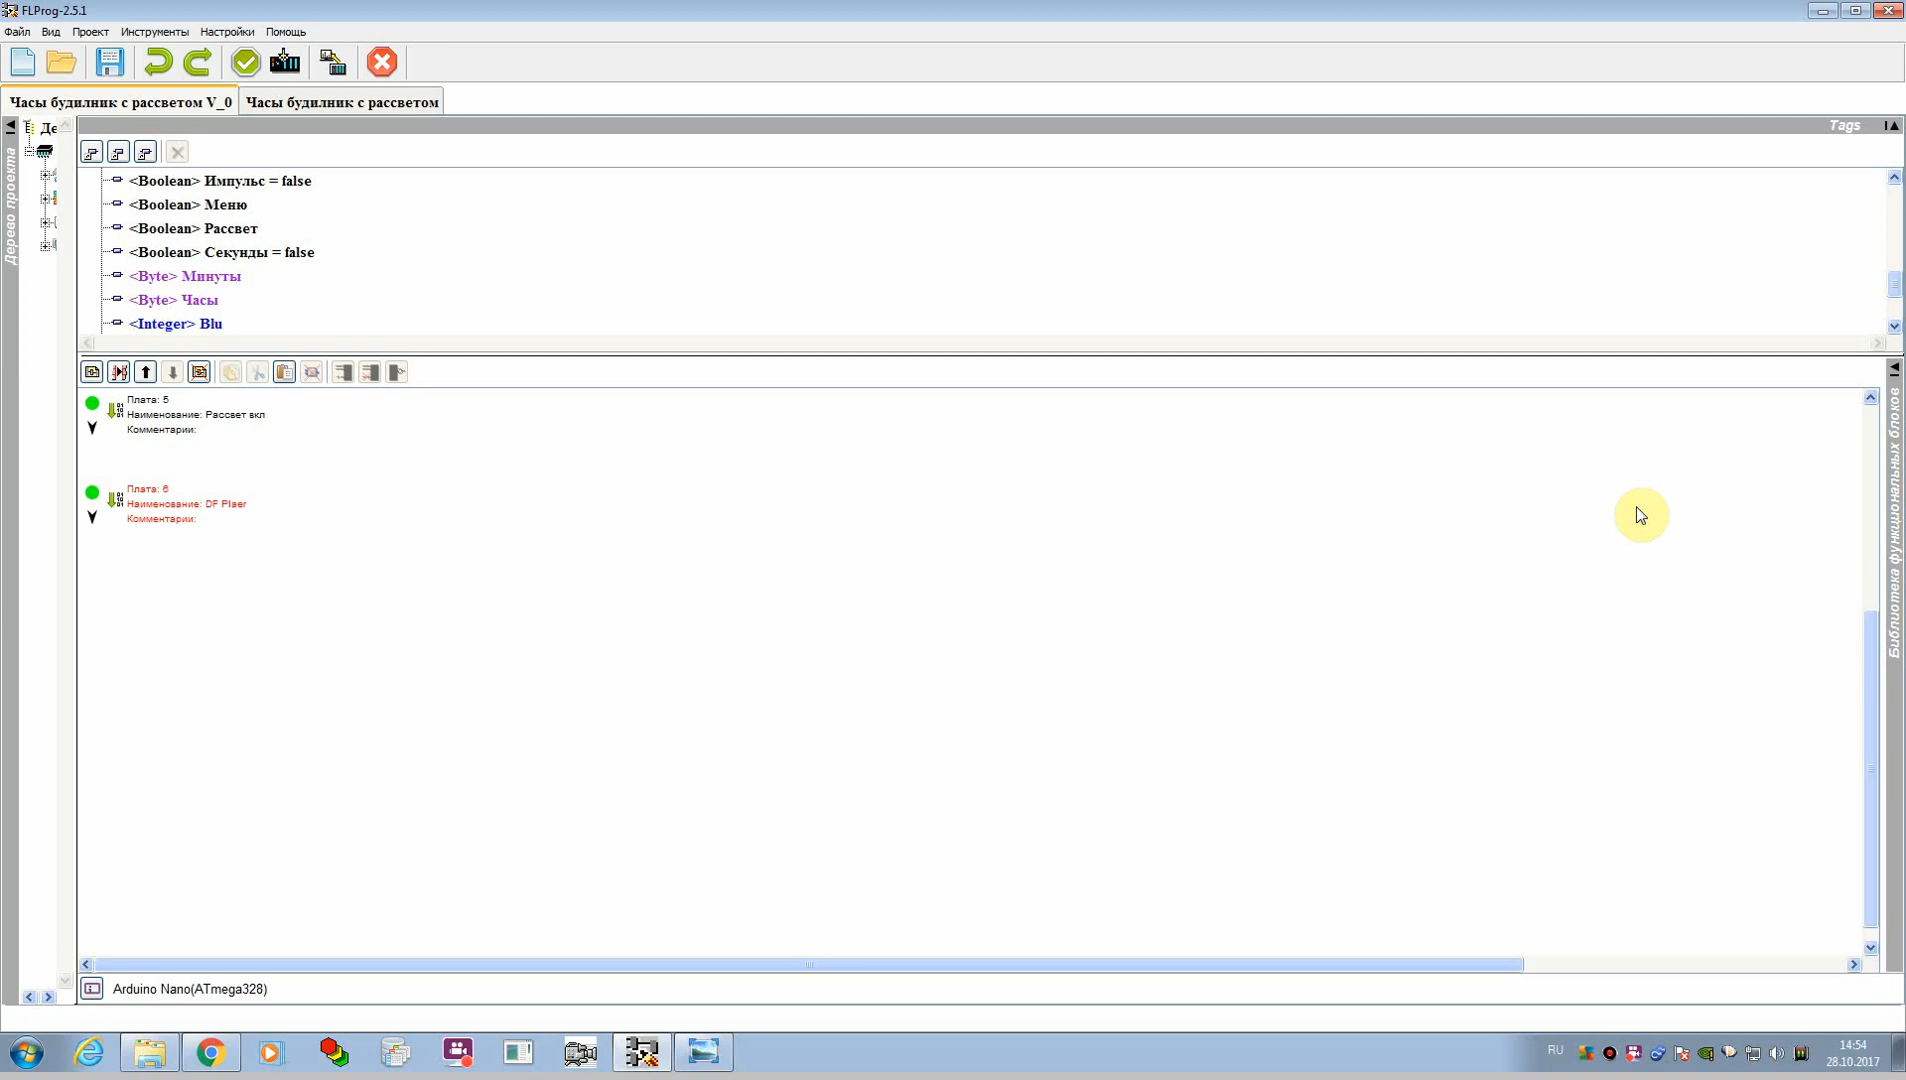 FLProg-2.5.1
Файл Вид Проект Инструменты Настройки Помощь
Часы будилник с рассветом V_0
Часы будилник с рассветом
Де
Tags
Дерево проекта
<Boolean> Импульс = false
<Boolean> Меню
<Boolean> Рассвет
<Boolean> Секунды = false
<Byte> Минуты
<Byte> Часы
<Integer> Blu
Плата: 5
Наименование: Рассвет вкл
Комментарии:
Плата: 6
Наименование: DF Plaer
Комментарии:
Библиотека функциональных блоков
Arduino Nano(ATmega328)
RU
14:54
28.10.2017